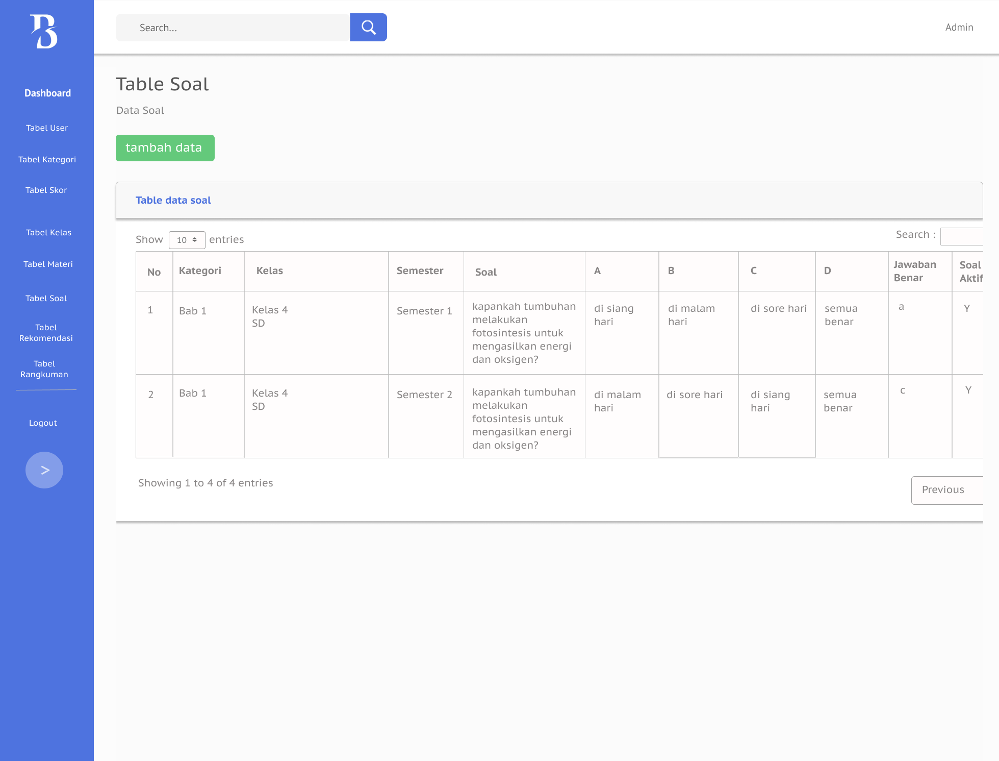 B
Search...
Admin
Dashboard
Tabel User
Tabel Kategori
Tabel Skor
Tabel Kelas
Tabel Materi
Tabel Soal
Tabel
Rekomendasi
Tabel
Rangkuman
Logout
>
Table Soal
Data Soal
tambah data
Table data soal
Show 10 entries
Search :
No
Kategori
Kelas
Semester
Soal
A
B
C
D
Jawaban
Benar
Soal
Aktif
1
Bab 1
Kelas 4
SD
Semester 1
kapankah tumbuhan
melakukan
fotosintesis untuk
mengasilkan energi
dan oksigen?
di siang
hari
di malam
hari
di sore hari
semua
benar
a
Y
2
Bab 1
Kelas 4
SD
Semester 2
kapankah tumbuhan
melakukan
fotosintesis untuk
mengasilkan energi
dan oksigen?
di malam
hari
di sore hari
di siang
hari
semua
benar
c
Y
Showing 1 to 4 of 4 entries
Previous